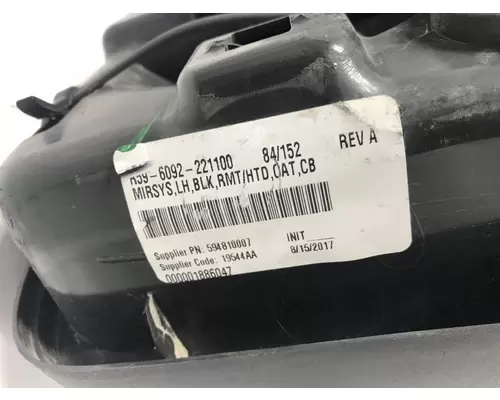 R59-6092-221100 84/152 REV A
MIRSYS,LH,BLK,RMT/HTD,OAT,CB
Supplier PN: 594810007 INIT
Supplier Code: 19544AA 8/15/2017
000001886047